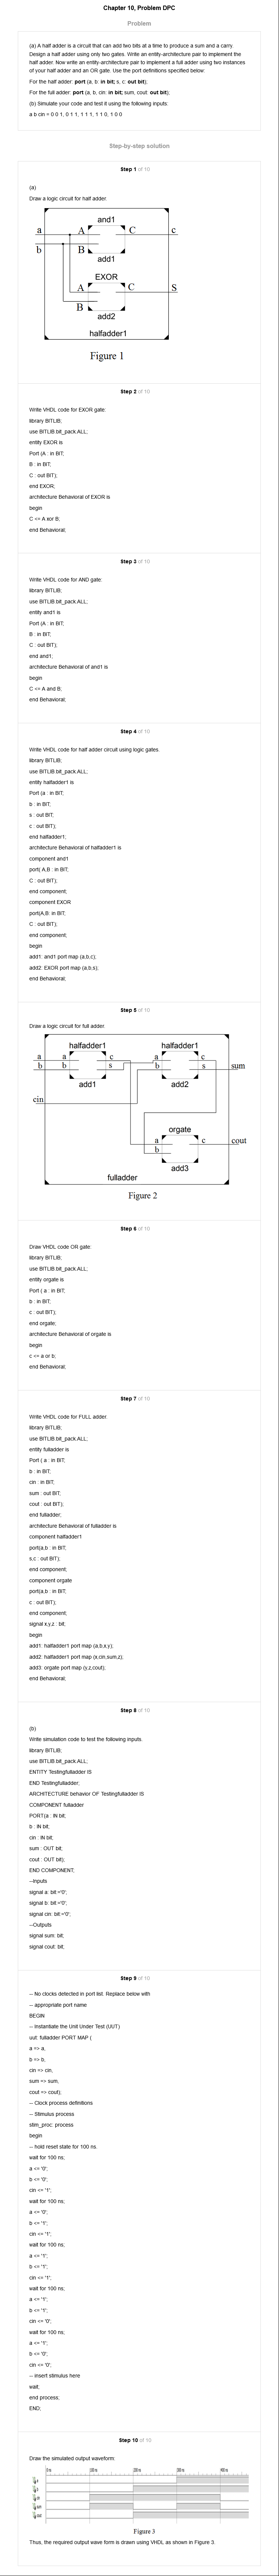 Chapter 10, Problem DPC
Problem
(a) A half adder is a circuit that can add two bits at a time to produce a sum and a carry.
Design a half adder using only two gates. Write an entity-architecture pair to implement the
half adder. Now write an entity-architecture pair to implement a full adder using two instances
of your half adder and an OR gate. Use the port definitions specified below:
For the half adder: port (a, b: in bit; s, c: out bit);
For the full adder: port (a, b, cin: in bit; sum, cout: out bit);
(b) Simulate your code and test it using the following inputs:
a b cin = 0 0 1, 0 1 1, 1 1 1, 1 1 0, 1 0 0
Step-by-step solution
Step 1 of 10
(a)
Draw a logic circuit for half adder.
and1
a A C c
b B
add1
EXOR
A C S
B
add2
halfadder1
Figure 1
Step 2 of 10
Write VHDL code for EXOR gate:
library BITLIB;
use BITLIB.bit_pack.ALL;
entity EXOR is
Port (A : in BIT;
B : in BIT;
C : out BIT);
end EXOR;
architecture Behavioral of EXOR is
begin
C <= A xor B;
end Behavioral;
Step 3 of 10
Write VHDL code for AND gate:
library BITLIB;
use BITLIB.bit_pack.ALL;
entity and1 is
Port (A : in BIT;
B : in BIT;
C : out BIT);
end and1;
architecture Behavioral of and1 is
begin
C <= A and B;
end Behavioral;
Step 4 of 10
Write VHDL code for half adder circuit using logic gates.
library BITLIB;
use BITLIB.bit_pack.ALL;
entity halfadder1 is
Port (a : in BIT;
b : in BIT;
s : out BIT;
c : out BIT);
end halfadder1;
architecture Behavioral of halfadder1 is
component and1
port( A,B : in BIT;
C : out BIT);
end component;
component EXOR
port(A,B: in BIT;
C : out BIT);
end component;
begin
add1: and1 port map (a,b,c);
add2: EXOR port map (a,b,s);
end Behavioral;
Step 5 of 10
Draw a logic circuit for full adder.
halfadder1 halfadder1
a a c a c
b b s b s sum
add1 add2
cin
orgate
a c cout
b
add3
fulladder
Figure 2
Step 6 of 10
Draw VHDL code OR gate:
library BITLIB;
use BITLIB.bit_pack.ALL;
entity orgate is
Port ( a : in BIT;
b : in BIT;
c : out BIT);
end orgate;
architecture Behavioral of orgate is
begin
c <= a or b;
end Behavioral;
Step 7 of 10
Write VHDL code for FULL adder:
library BITLIB;
use BITLIB.bit_pack.ALL;
entity fulladder is
Port ( a : in BIT;
b : in BIT;
cin : in BIT;
sum : out BIT;
cout : out BIT);
end fulladder;
architecture Behavioral of fulladder is
component halfadder1
port(a,b : in BIT;
s,c : out BIT);
end component;
component orgate
port(a,b : in BIT;
c : out BIT);
end component;
signal x,y,z : bit;
begin
add1: halfadder1 port map (a,b,x,y);
add2: halfadder1 port map (x,cin,sum,z);
add3: orgate port map (y,z,cout);
end Behavioral;
Step 8 of 10
(b)
Write simulation code to test the following inputs.
library BITLIB;
use BITLIB.bit_pack.ALL;
ENTITY Testingfulladder IS
END Testingfulladder;
ARCHITECTURE behavior OF Testingfulladder IS
COMPONENT fulladder
PORT(a : IN bit;
b : IN bit;
cin : IN bit;
sum : OUT bit;
cout : OUT bit);
END COMPONENT;
--Inputs
signal a: bit:='0';
signal b: bit:='0';
signal cin: bit:='0';
--Outputs
signal sum: bit;
signal cout: bit;
Step 9 of 10
-- No clocks detected in port list. Replace below with
-- appropriate port name
BEGIN
-- Instantiate the Unit Under Test (UUT)
uut: fulladder PORT MAP (
a => a,
b => b,
cin => cin,
sum => sum,
cout => cout);
-- Clock process definitions
-- Stimulus process
stim_proc: process
begin
-- hold reset state for 100 ns.
wait for 100 ns;
a <= '0';
b <= '0';
cin <= '1';
wait for 100 ns;
a <= '0';
b <= '1';
cin <= '1';
wait for 100 ns;
a <= '1';
b <= '1';
cin <= '1';
wait for 100 ns;
a <= '1';
b <= '1';
cin <= '0';
wait for 100 ns;
a <= '1';
b <= '0';
cin <= '0';
-- insert stimulus here
wait;
end process;
END;
Step 10 of 10
Draw the simulated output waveform:
Figure 3
Thus, the required output wave form is drawn using VHDL as shown in Figure 3.